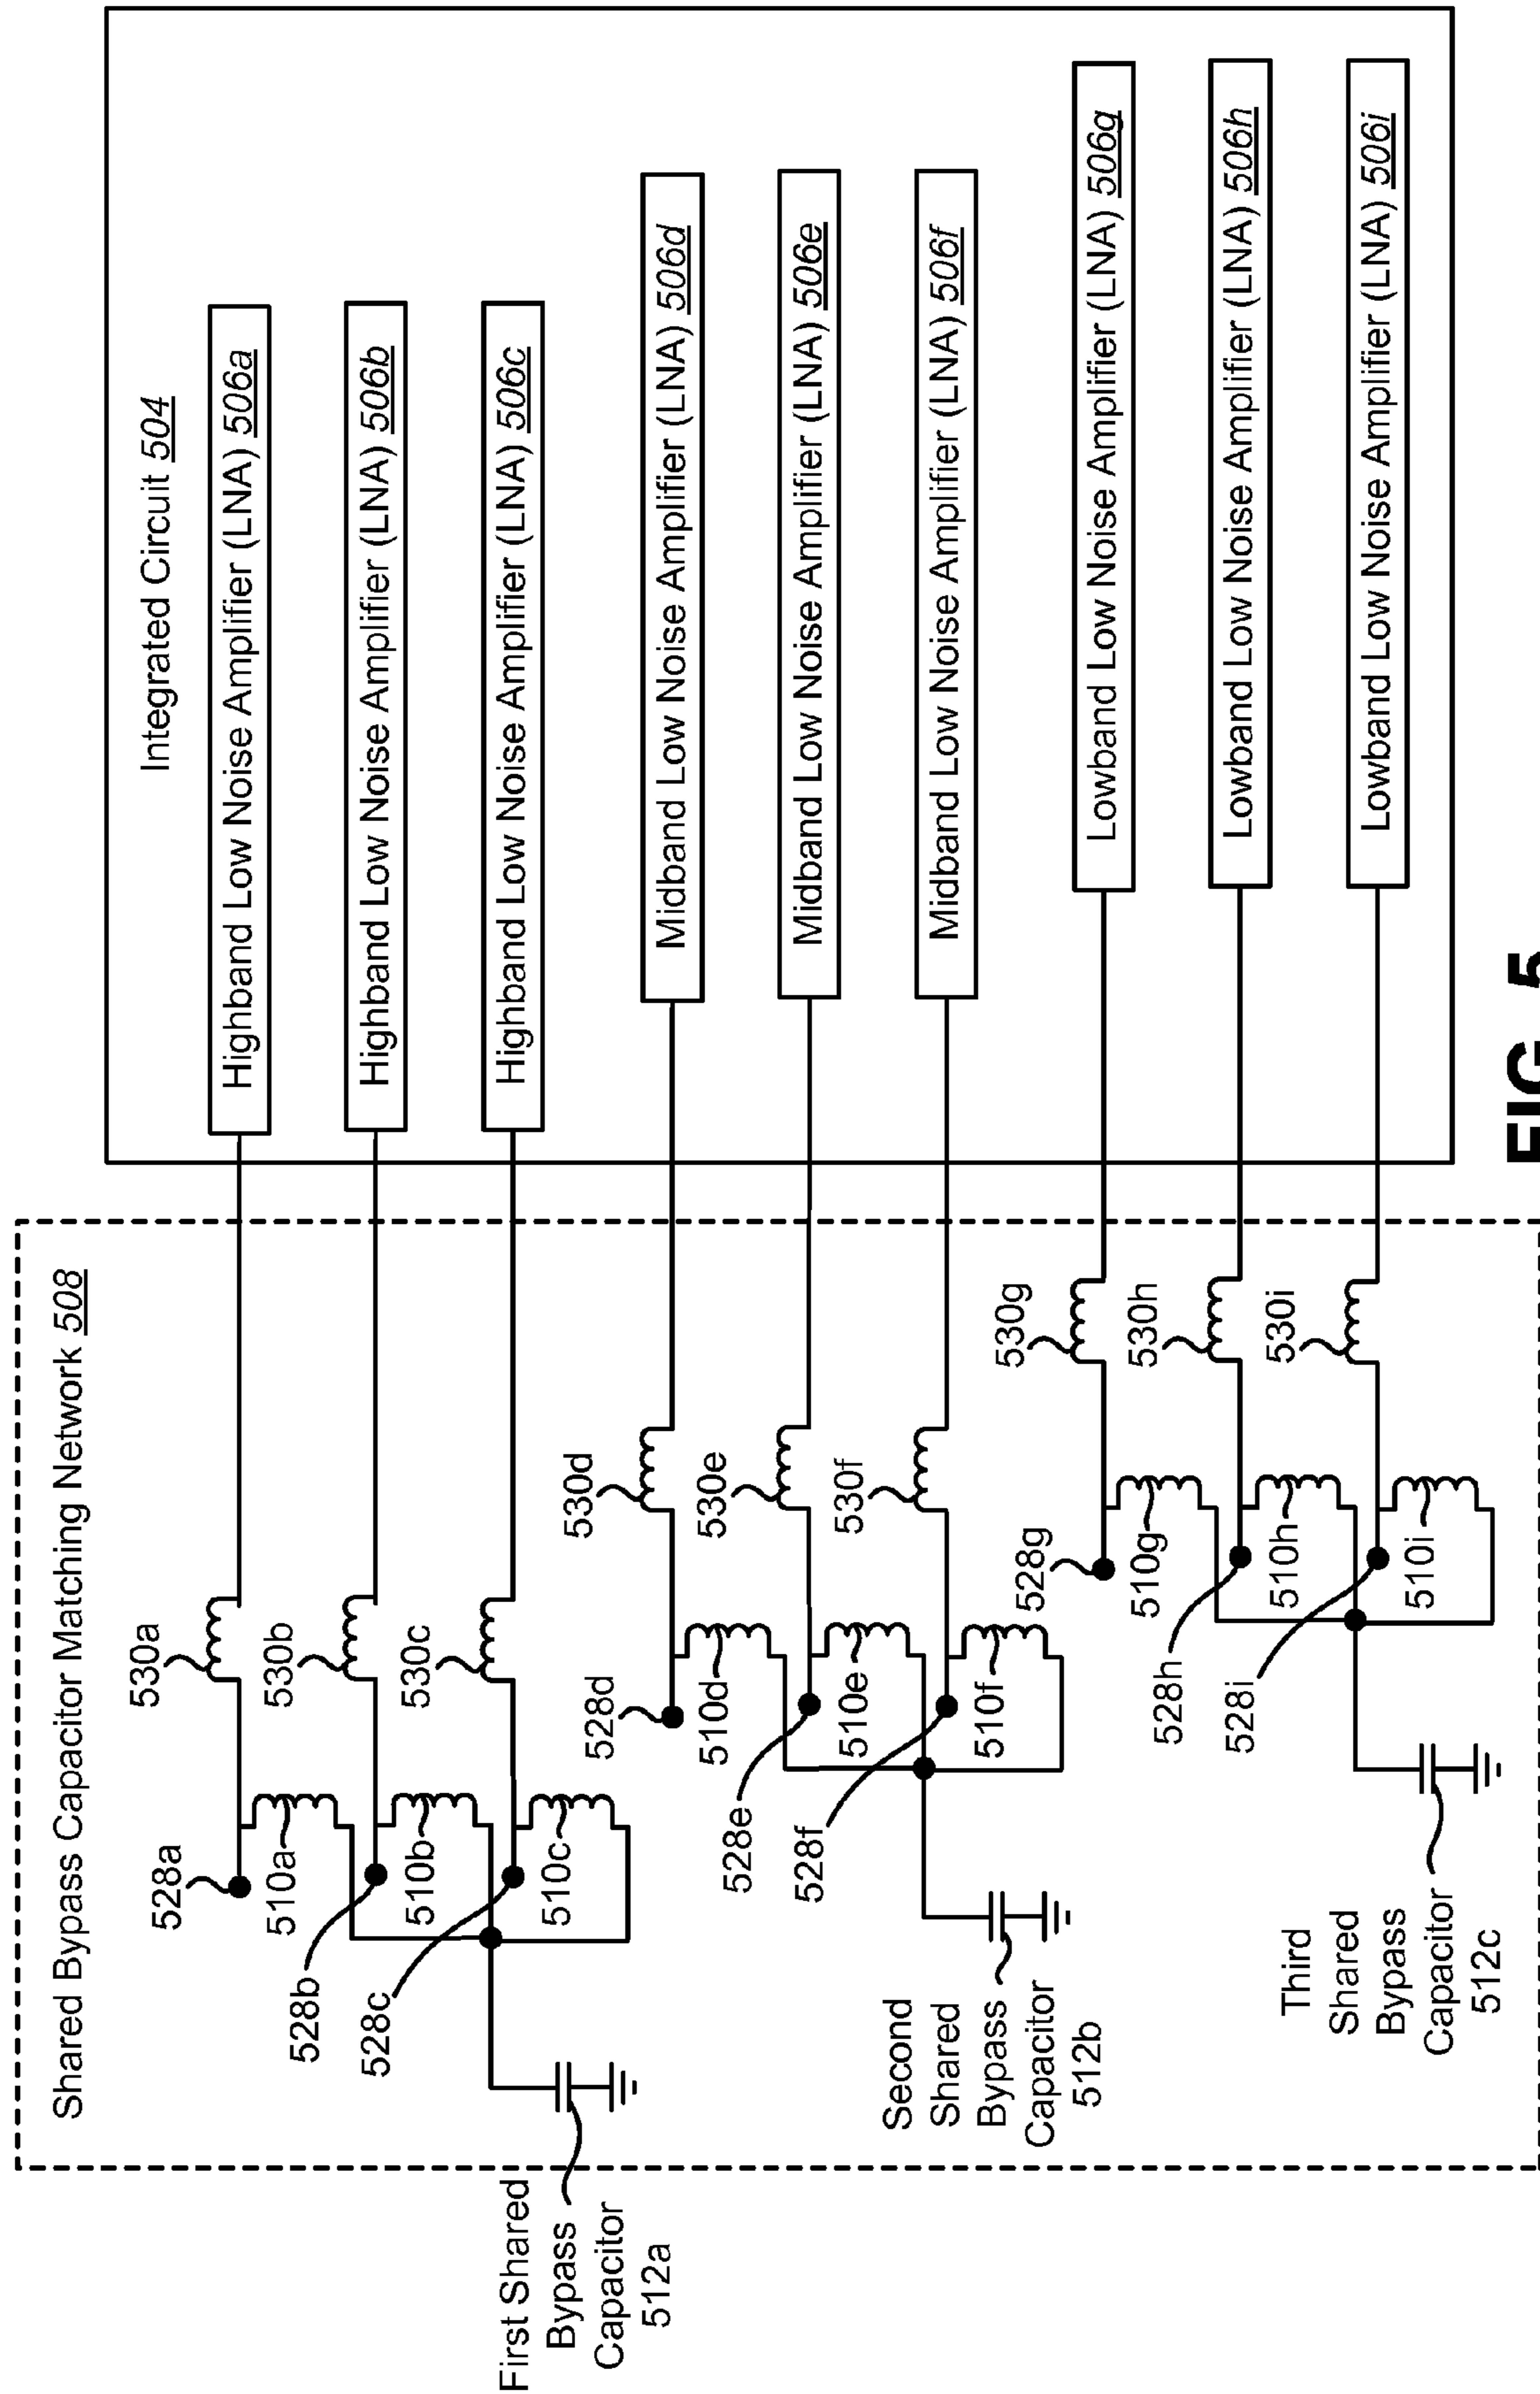 Shared Bypass Capacitor Matching Network 508
Integrated Circuit 504
528a
530a
510a
Highband Low Noise Amplifier (LNA) 506a
528b
530b
510b
Highband Low Noise Amplifier (LNA) 506b
528c
530c
510c
Highband Low Noise Amplifier (LNA) 506c
First Shared
Bypass
Capacitor
512a
528d
530d
510d
Midband Low Noise Amplifier (LNA) 506d
528e
530e
510e
Midband Low Noise Amplifier (LNA) 506e
528f
530f
510f
Midband Low Noise Amplifier (LNA) 506f
Second
Shared
Bypass
Capacitor
512b
528g
530g
510g
Lowband Low Noise Amplifier (LNA) 506g
528h
530h
510h
Lowband Low Noise Amplifier (LNA) 506h
528i
530i
510i
Lowband Low Noise Amplifier (LNA) 506i
Third
Shared
Bypass
Capacitor
512c
FIG. 5